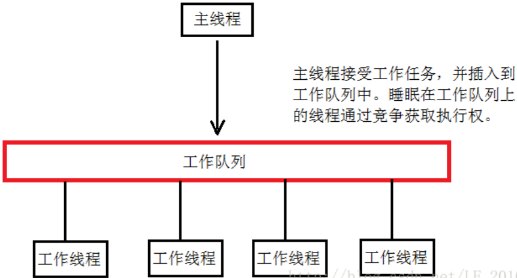 主线程
主线程接受工作任务，并插入到
工作队列中。睡眠在工作队列上
的线程通过竞争获取执行权。
工作队列
工作线程
工作线程
工作线程
工作线程